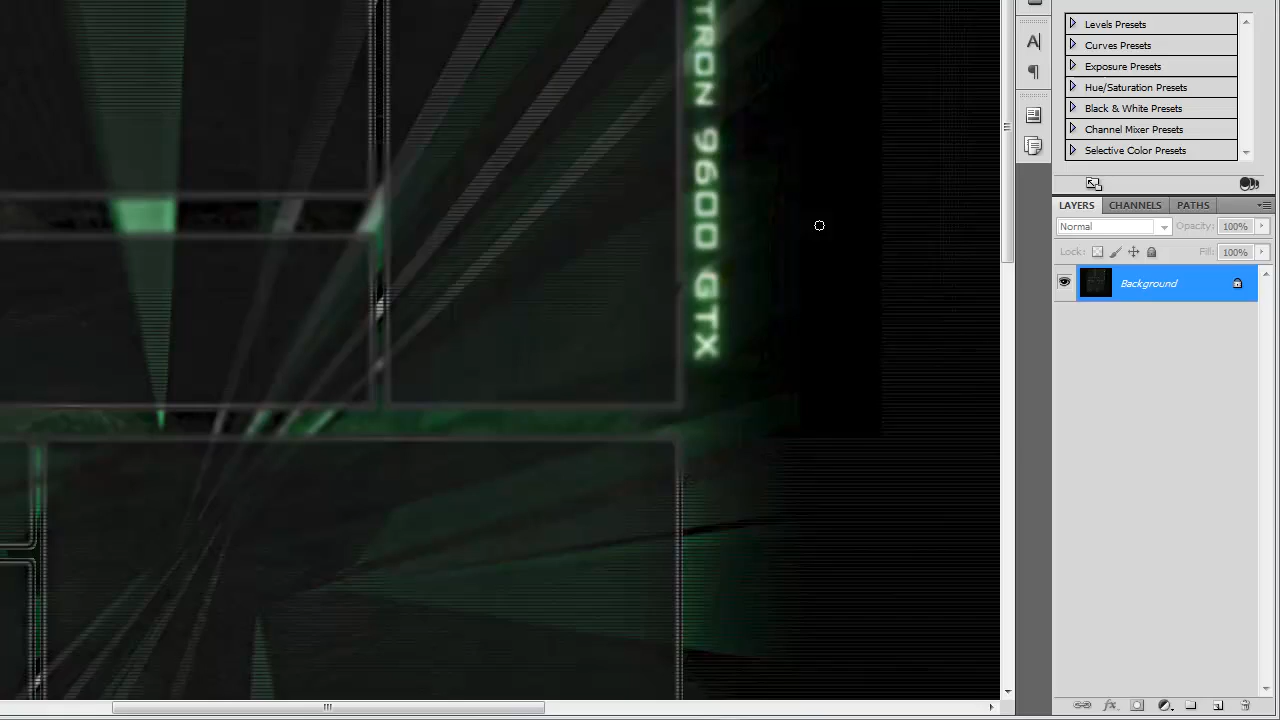 TRON 9600 GTX
Levels Presets
Curves Presets
Exposure Presets
Hue/Saturation Presets
Black & White Presets
Channel Mixer Presets
Selective Color Presets
LAYERS CHANNELS PATHS
Normal Opacity: 100%
Lock: Fill: 100%
Background